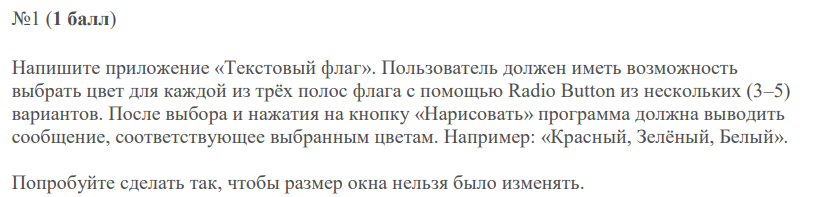 №1 (1 балл)
Напишите приложение «Текстовый флаг». Пользователь должен иметь возможность
выбрать цвет для каждой из трёх полос флага с помощью Radio Button из нескольких (3–5)
вариантов. После выбора и нажатия на кнопку «Нарисовать» программа должна выводить
сообщение, соответствующее выбранным цветам. Например: «Красный, Зелёный, Белый».
Попробуйте сделать так, чтобы размер окна нельзя было изменять.